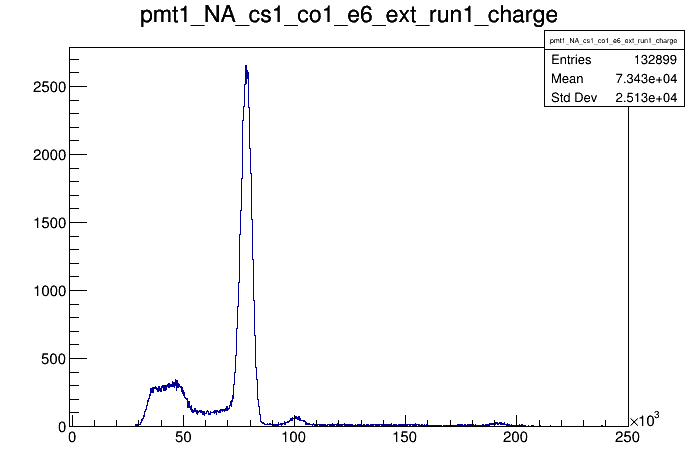 pmt1_NA_cs1_co1_e6_ext_run1_charge
pmt1_NA_cs1_co1_e6_ext_run1_charge
Entries 132899
Mean 7.343e+04
Std Dev 2.513e+04
2500
2000
1500
1000
500
0
0 50 100 150 200 250
×10³